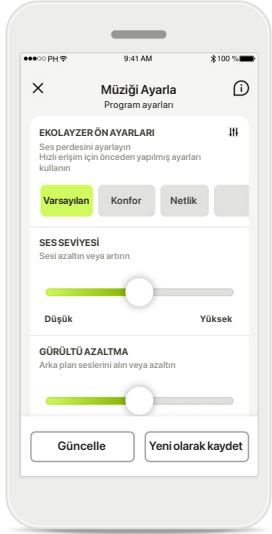 PH 9:41 AM 100 %
Müziği Ayarla
Program ayarları
EKOLAYZER ÖN AYARLARI
Ses perdesini ayarlayın
Hızlı erişim için önceden yapılmış ayarları
kullanın
Varsayılan Konfor Netlik
SES SEVİYESİ
Sesi azaltın veya artırın
Düşük Yüksek
GÜRÜLTÜ AZALTMA
Arka plan seslerini alın veya azaltın
Güncelle Yeni olarak kaydet